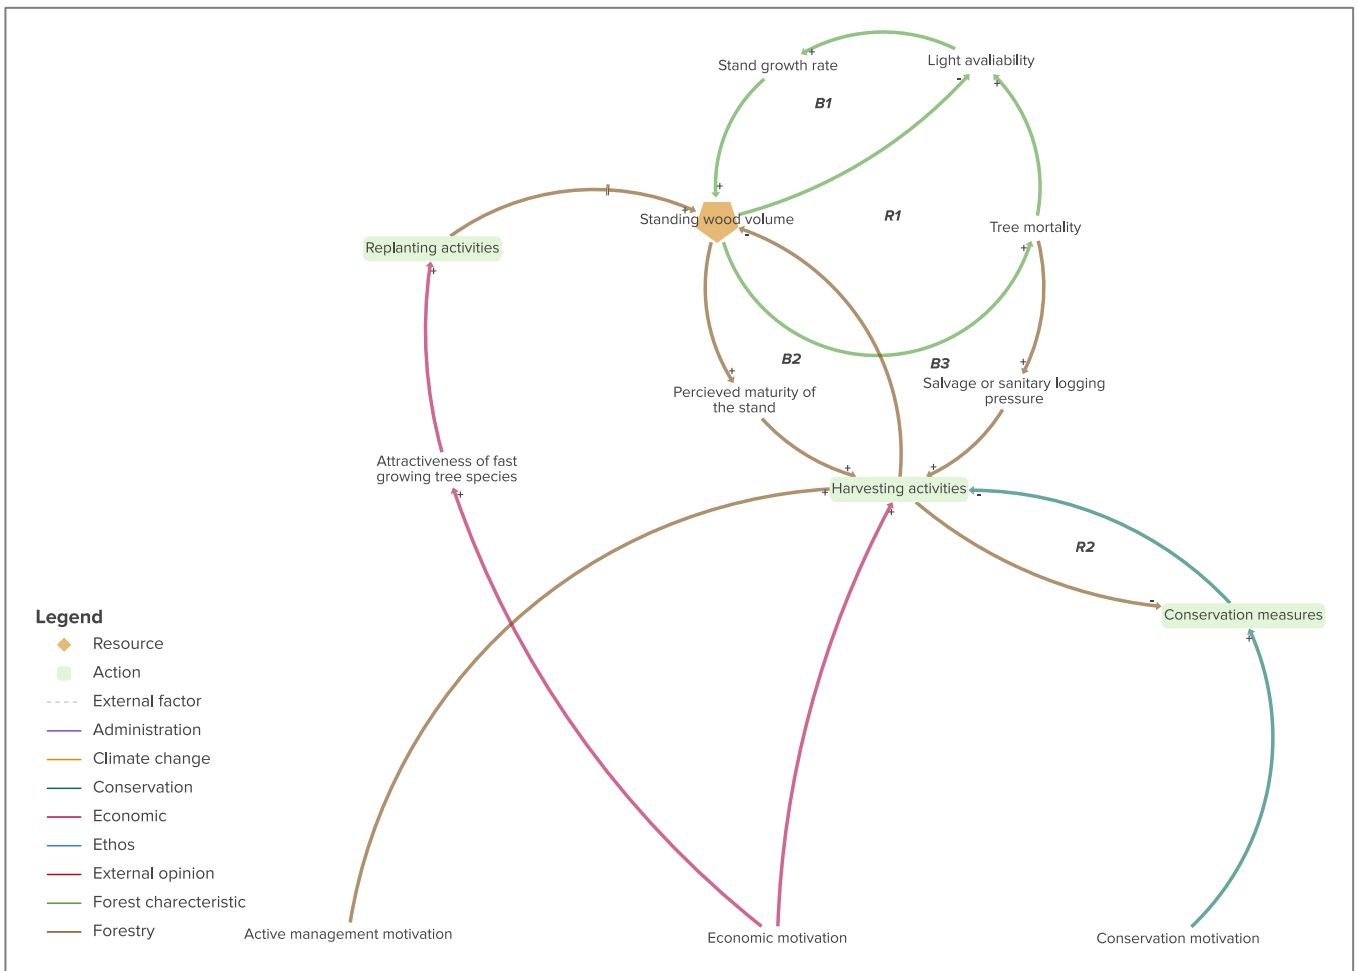 Stand growth rate
Light avaliability
B1
Standing wood volume
R1
Tree mortality
Replanting activities
B2
B3
Percieved maturity of
the stand
Salvage or sanitary logging
pressure
Attractiveness of fast
growing tree species
Harvesting activities
R2
Conservation measures
Legend
Resource
Action
External factor
Administration
Climate change
Conservation
Economic
Ethos
External opinion
Forest charecteristic
Forestry
Active management motivation
Economic motivation
Conservation motivation